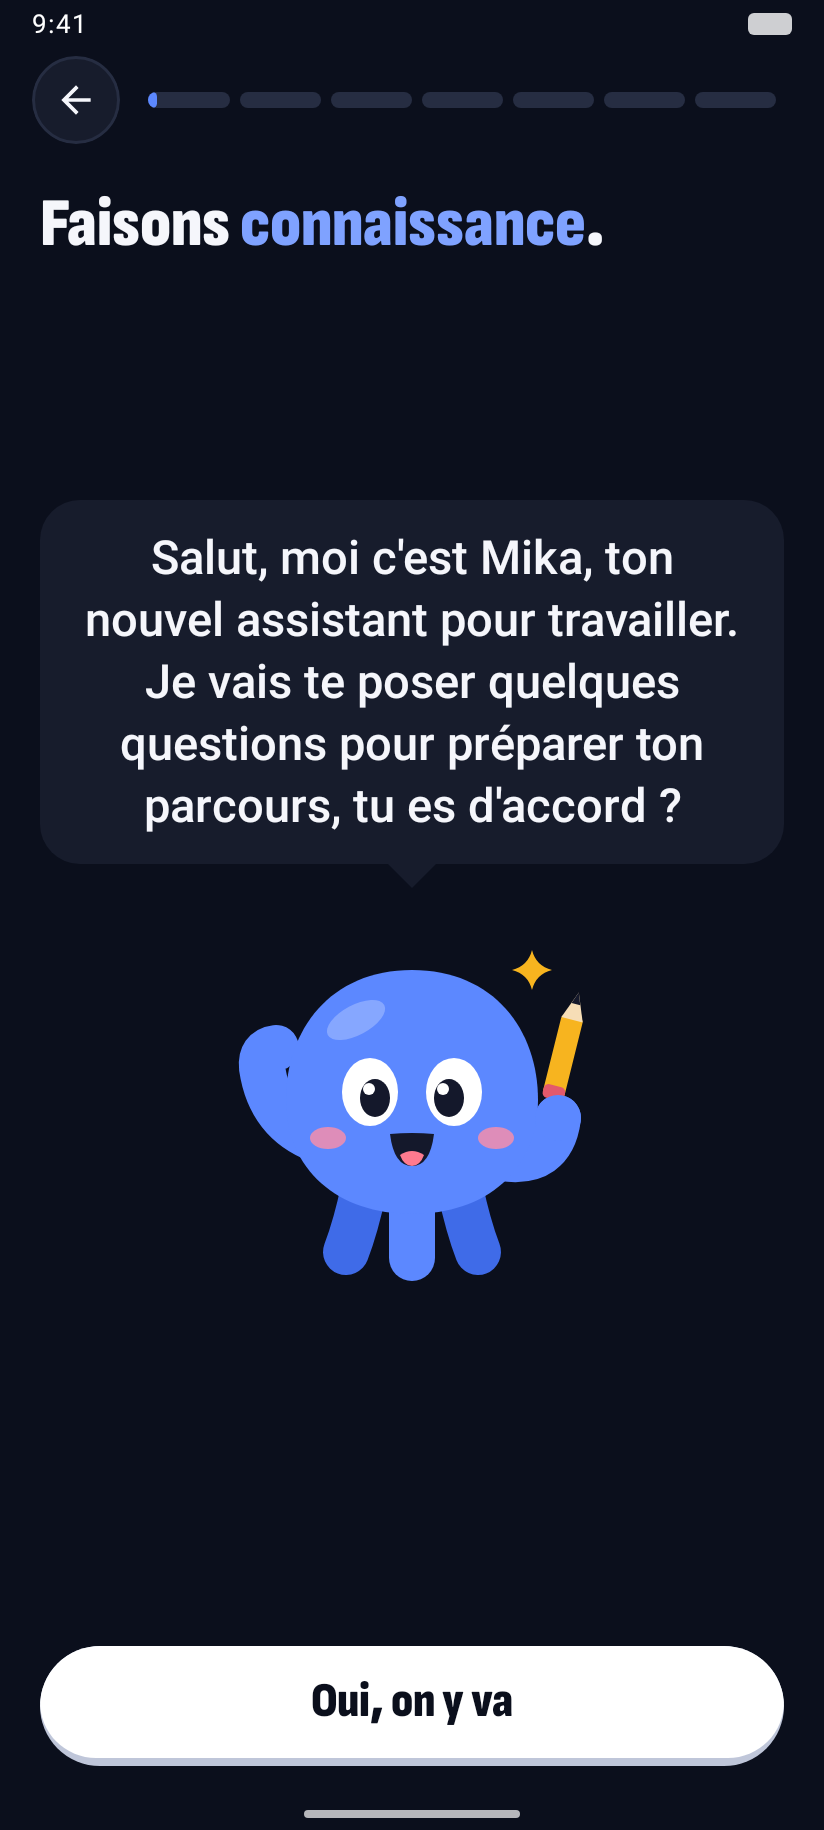 9:41
Faisons connaissance.
Salut, moi c'est Mika, ton
nouvel assistant pour travailler.
Je vais te poser quelques
questions pour préparer ton
parcours, tu es d'accord ?
Oui, on y va